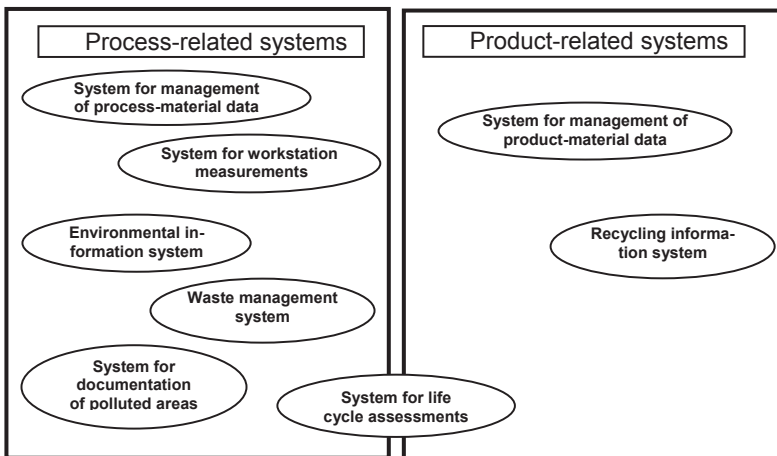 Process-related systems
System for management
of process-material data
System for workstation
measurements
Environmental in-
formation system
Waste management
system
System for
documentation
of polluted areas
System for life
cycle assessments
Product-related systems
System for management of
product-material data
Recycling informa-
tion system